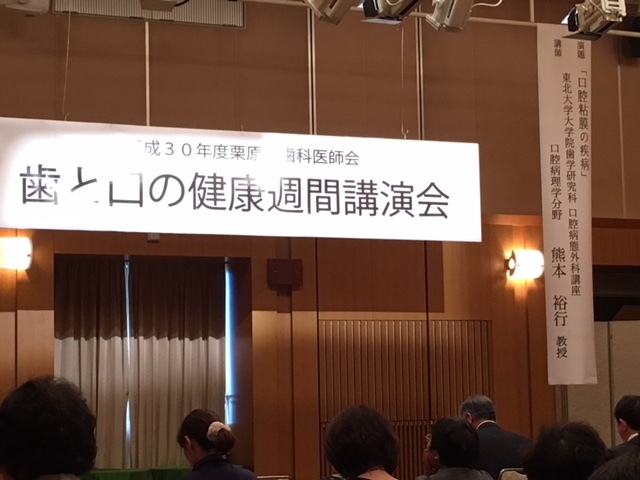 成30年度栗原 歯科医師会
歯と口の健康週間講演会
演題 「口腔粘膜の疾病」
講師 東北大学大学院歯学研究科 口腔病態外科講座
口腔病理学分野 熊本 裕行 教授